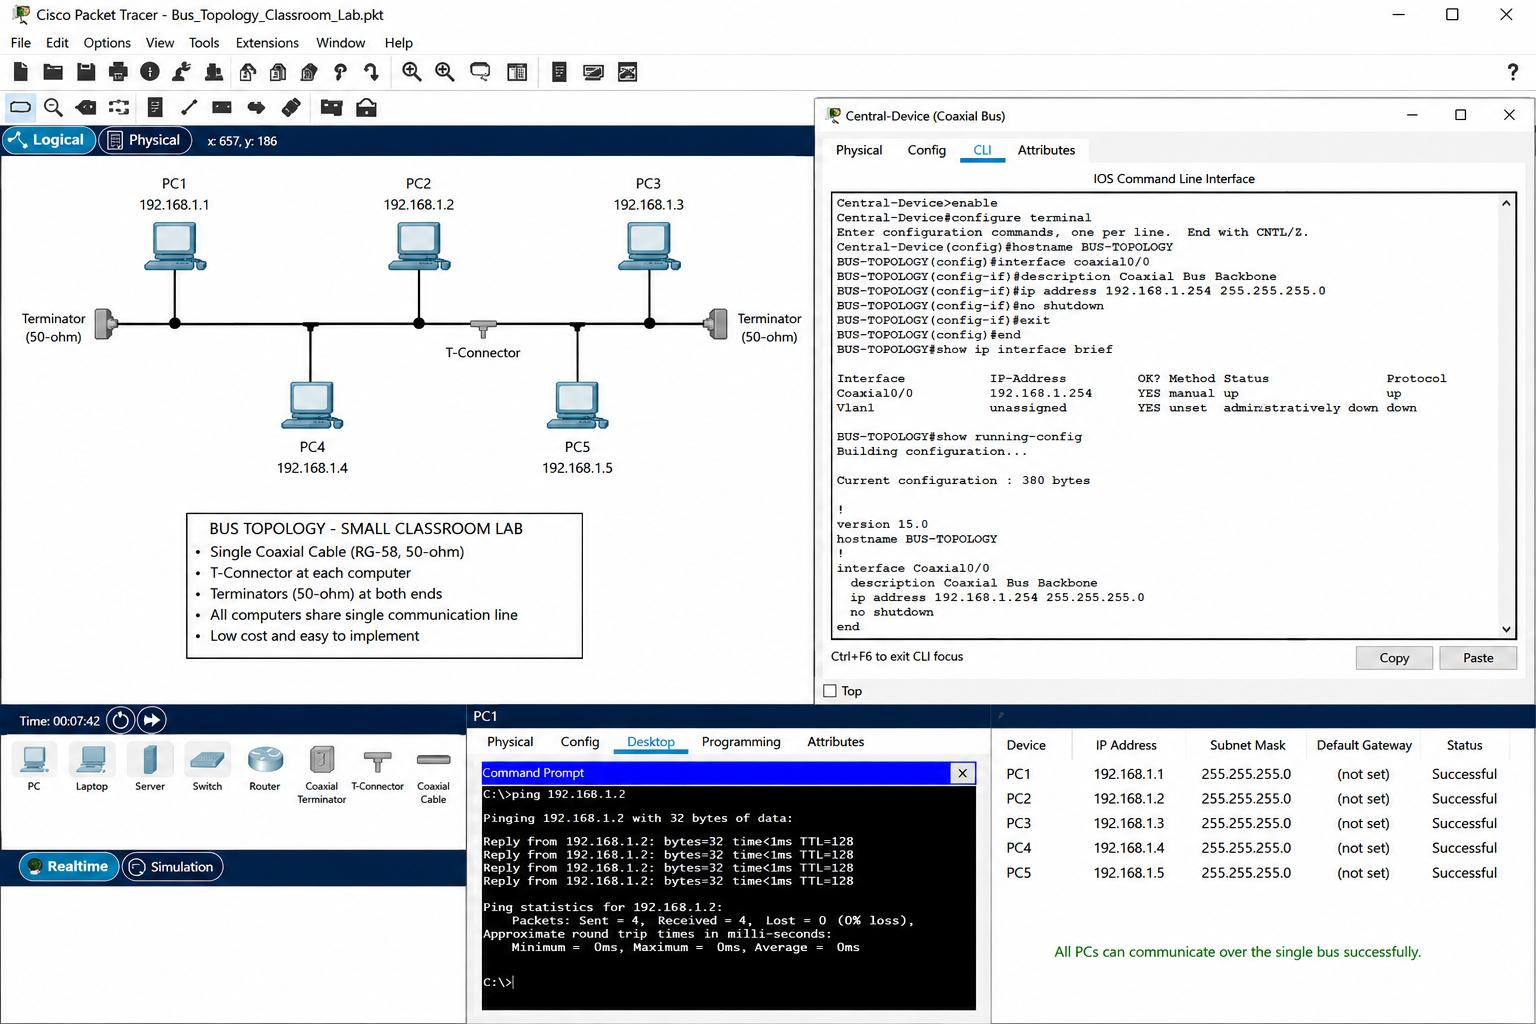 Cisco Packet Tracer - Bus_Topology_Classroom_Lab.pkt
File Edit Options View Tools Extensions Window Help
?
Logical Physical x: 657, y: 186
PC1
192.168.1.1
PC2
192.168.1.2
PC3
192.168.1.3
Terminator
(50-ohm)
Terminator
(50-ohm)
T-Connector
PC4
192.168.1.4
PC5
192.168.1.5
BUS TOPOLOGY - SMALL CLASSROOM LAB
• Single Coaxial Cable (RG-58, 50-ohm)
• T-Connector at each computer
• Terminators (50-ohm) at both ends
• All computers share single communication line
• Low cost and easy to implement
Central-Device (Coaxial Bus)
Physical Config CLI Attributes
IOS Command Line Interface
Central-Device>enable
Central-Device#configure terminal
Enter configuration commands, one per line. End with CNTL/Z.
Central-Device(config)#hostname BUS-TOPOLOGY
BUS-TOPOLOGY(config)#interface coaxial0/0
BUS-TOPOLOGY(config-if)#description Coaxial Bus Backbone
BUS-TOPOLOGY(config-if)#ip address 192.168.1.254 255.255.255.0
BUS-TOPOLOGY(config-if)#no shutdown
BUS-TOPOLOGY(config-if)#exit
BUS-TOPOLOGY(config)#end
BUS-TOPOLOGY#show ip interface brief
Interface IP-Address OK? Method Status Protocol
Coaxial0/0 192.168.1.254 YES manual up up
Vlan1 unassigned YES unset administratively down down
BUS-TOPOLOGY#show running-config
Building configuration...
Current configuration : 380 bytes
!
version 15.0
hostname BUS-TOPOLOGY
!
interface Coaxial0/0
description Coaxial Bus Backbone
ip address 192.168.1.254 255.255.255.0
no shutdown
end
Ctrl+F6 to exit CLI focus
Copy Paste
Top
Time: 00:07:42
PC
Laptop
Server
Switch
Router
Coaxial
Terminator
T-Connector
Coaxial
Cable
Realtime Simulation
PC1
Physical Config Desktop Programming Attributes
Command Prompt
C:\>ping 192.168.1.2
Pinging 192.168.1.2 with 32 bytes of data:
Reply from 192.168.1.2: bytes=32 time<1ms TTL=128
Reply from 192.168.1.2: bytes=32 time<1ms TTL=128
Reply from 192.168.1.2: bytes=32 time<1ms TTL=128
Reply from 192.168.1.2: bytes=32 time<1ms TTL=128
Ping statistics for 192.168.1.2:
Packets: Sent = 4, Received = 4, Lost = 0 (0% loss),
Approximate round trip times in milli-seconds:
Minimum = 0ms, Maximum = 0ms, Average = 0ms
C:\>
Device IP Address Subnet Mask Default Gateway Status
PC1 192.168.1.1 255.255.255.0 (not set) Successful
PC2 192.168.1.2 255.255.255.0 (not set) Successful
PC3 192.168.1.3 255.255.255.0 (not set) Successful
PC4 192.168.1.4 255.255.255.0 (not set) Successful
PC5 192.168.1.5 255.255.255.0 (not set) Successful
All PCs can communicate over the single bus successfully.